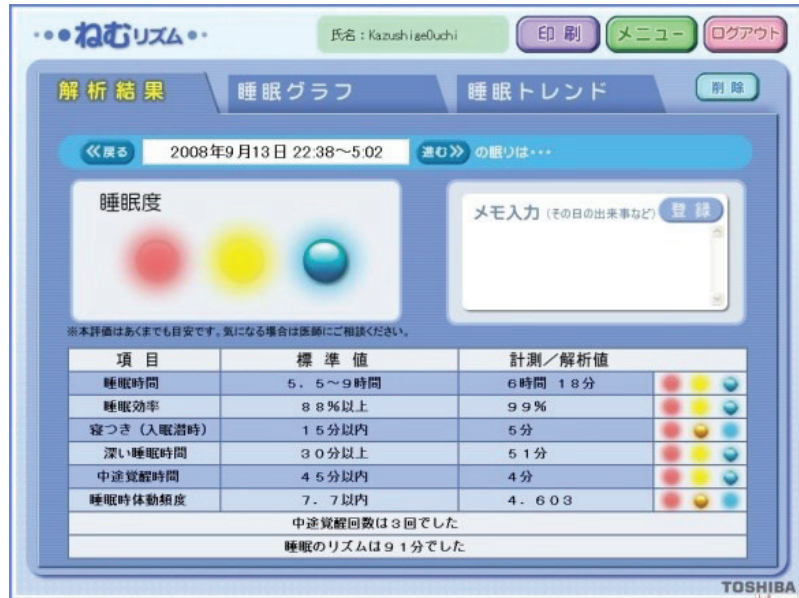 ねむリズム
氏名：KazushigeOuchi
印刷
メニュー
ログアウト
解析結果
睡眠グラフ
睡眠トレンド
削除
≪戻る
2008年9月13日 22:38～5:02
進む≫
の眠りは・・・
睡眠度
メモ入力（その日の出来事など）
登録
※本評価はあくまでも目安です。気になる場合は医師にご相談ください。
項目 標準値 計測／解析値
睡眠時間 5．5～9時間 6時間 18分
睡眠効率 88%以上 99%
寝つき（入眠潜時） 15分以内 5分
深い睡眠時間 30分以上 51分
中途覚醒時間 45分以内 4分
睡眠時体動頻度 7．7以内 4．603
中途覚醒回数は3回でした
睡眠のリズムは91分でした
TOSHIBA